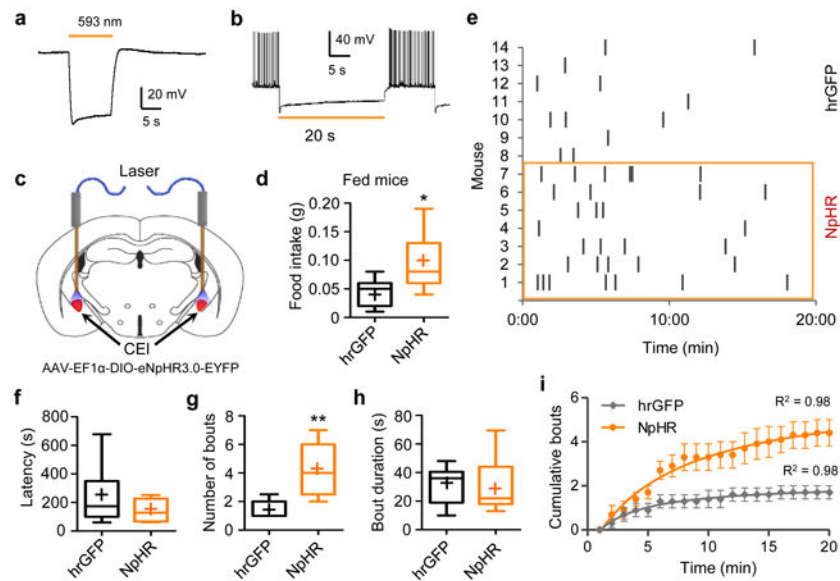 a
593 nm
20 mV
5 s
b
40 mV
5 s
20 s
c
Laser
CEl
AAV-EF1α-DIO-eNpHR3.0-EYFP
d
Fed mice
*
Food intake (g)
0.20
0.15
0.10
0.05
0.00
hrGFP
NpHR
e
Mouse
14
13
12
11
10
9
8
7
6
5
4
3
2
1
hrGFP
NpHR
0:00
10:00
20:00
Time (min)
f
Latency (s)
800
600
400
200
0
hrGFP
NpHR
g
**
Number of bouts
8
6
4
2
0
hrGFP
NpHR
h
Bout duration (s)
80
60
40
20
0
hrGFP
NpHR
i
Cumulative bouts
6
4
2
0
hrGFP
NpHR
R² = 0.98
R² = 0.98
0
5
10
15
20
Time (min)